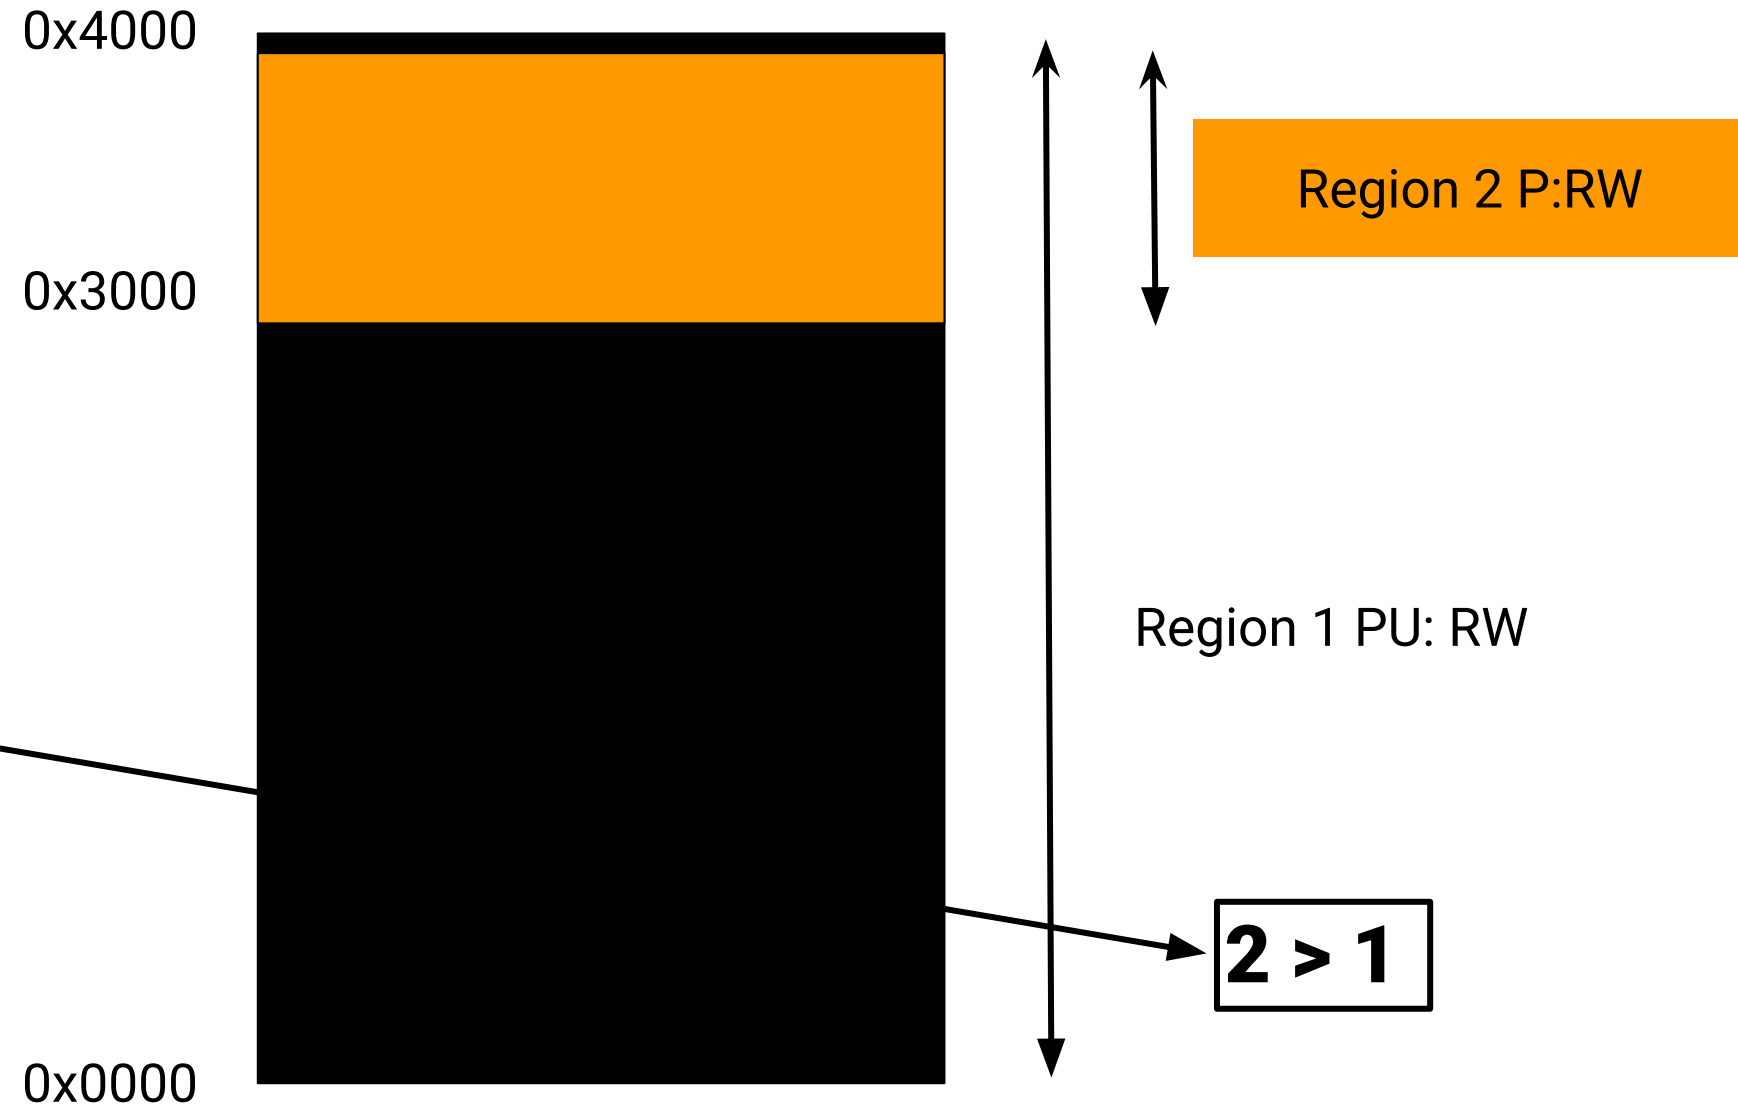 0x4000
Region 2 P:RW
0x3000
Region 1 PU: RW
2 > 1
0x0000